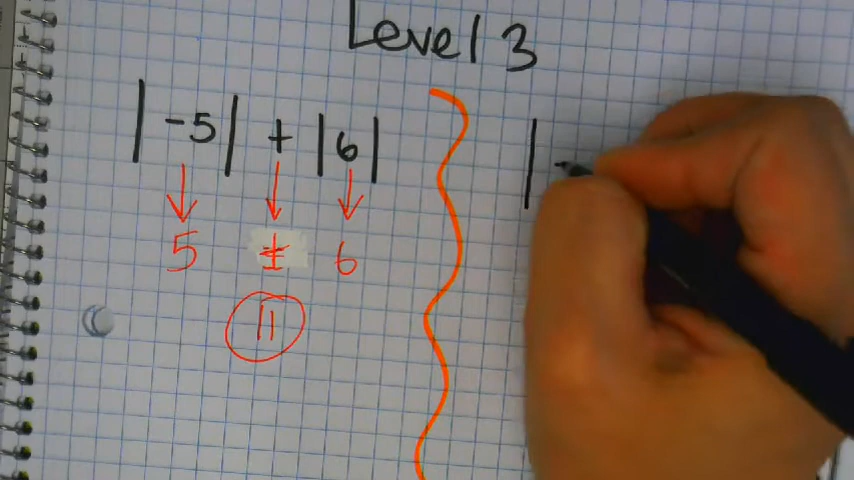 Level 3
|-5| + |6|
5 + 6
11
|-